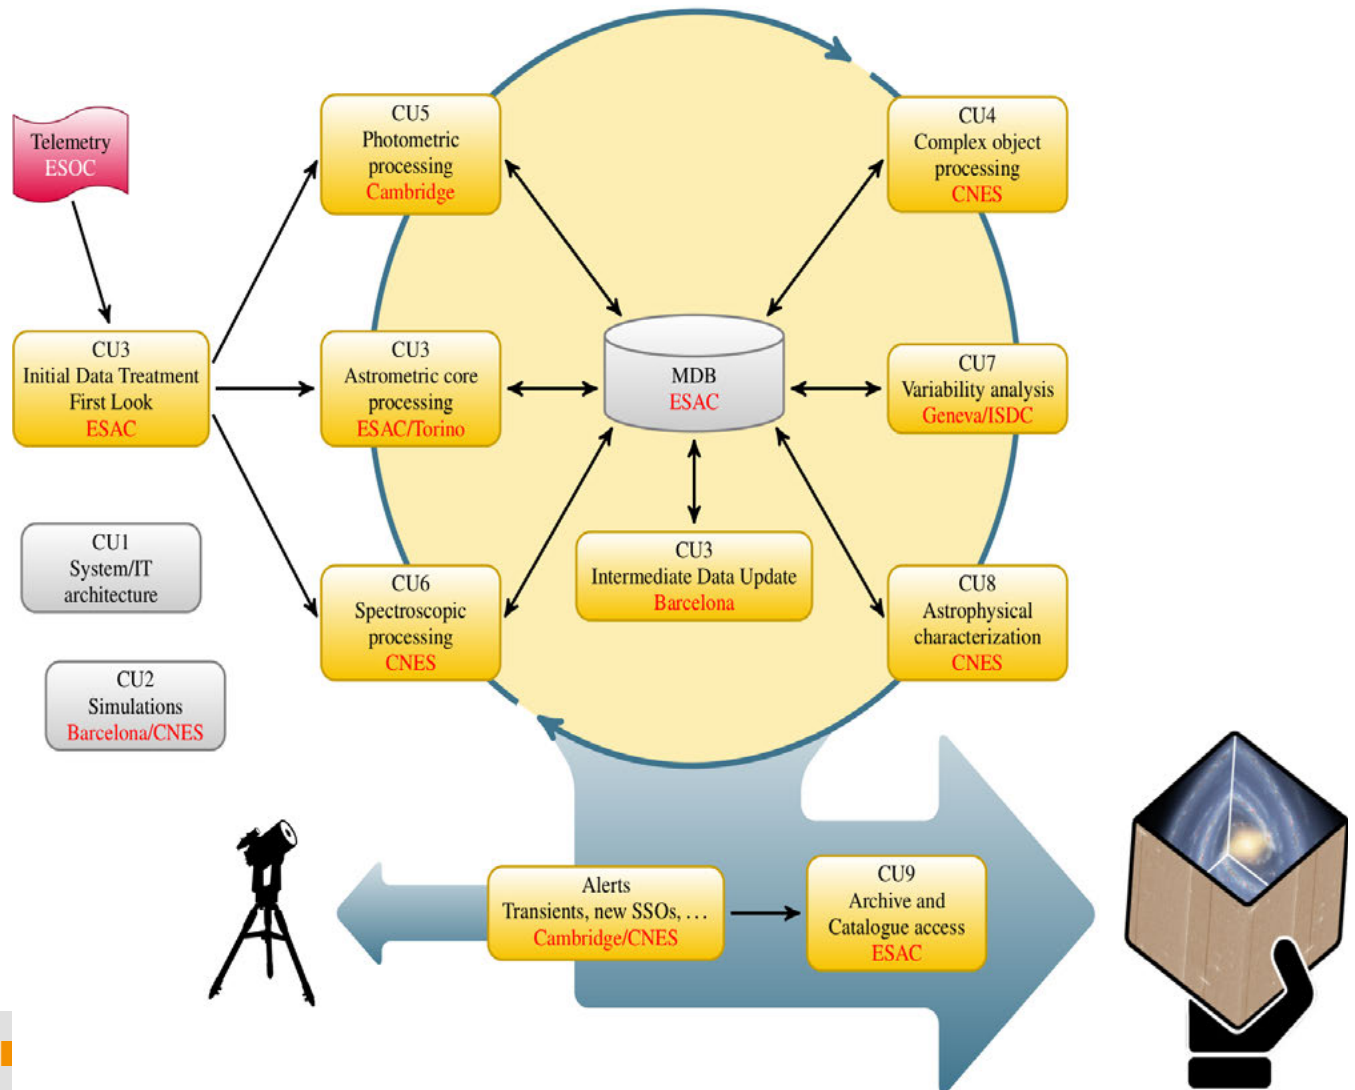 Telemetry
ESOC
CU5
Photometric
processing
Cambridge
CU4
Complex object
processing
CNES
CU3
Initial Data Treatment
First Look
ESAC
CU3
Astrometric core
processing
ESAC/Torino
MDB
ESAC
CU7
Variability analysis
Geneva/ISDC
CU1
System/IT
architecture
CU6
Spectroscopic
processing
CNES
CU3
Intermediate Data Update
Barcelona
CU8
Astrophysical
characterization
CNES
CU2
Simulations
Barcelona/CNES
Alerts
Transients, new SSOs, …
Cambridge/CNES
CU9
Archive and
Catalogue access
ESAC